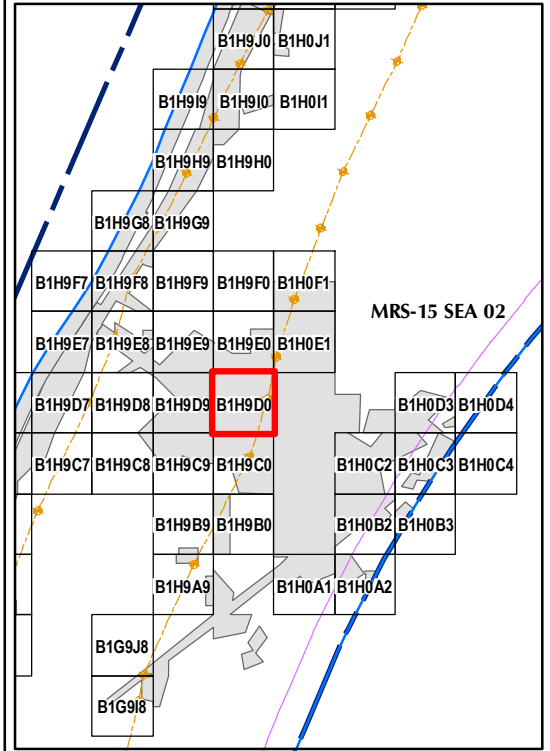 B1H9J0 B1H0J1
B1H9I9 B1H9I0 B1H0I1
B1H9H9 B1H9H0
B1H9G8 B1H9G9
B1H9F7 B1H9F8 B1H9F9 B1H9F0 B1H0F1
MRS-15 SEA 02
B1H9E7 B1H9E8 B1H9E9 B1H9E0 B1H0E1
B1H9D7 B1H9D8 B1H9D9 B1H9D0 B1H0D3 B1H0D4
B1H9C7 B1H9C8 B1H9C9 B1H9C0 B1H0C2 B1H0C3 B1H0C4
B1H9B9 B1H9B0 B1H0B2 B1H0B3
B1H9A9 B1H0A1 B1H0A2
B1G9J8
B1G9I8